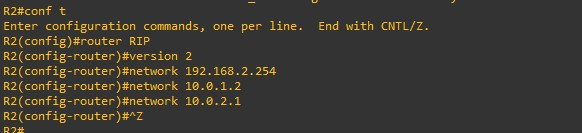 R2#conf t
Enter configuration commands, one per line.  End with CNTL/Z.
R2(config)#router RIP
R2(config-router)#version 2
R2(config-router)#network 192.168.2.254
R2(config-router)#network 10.0.1.2
R2(config-router)#network 10.0.2.1
R2(config-router)#^Z
R2#